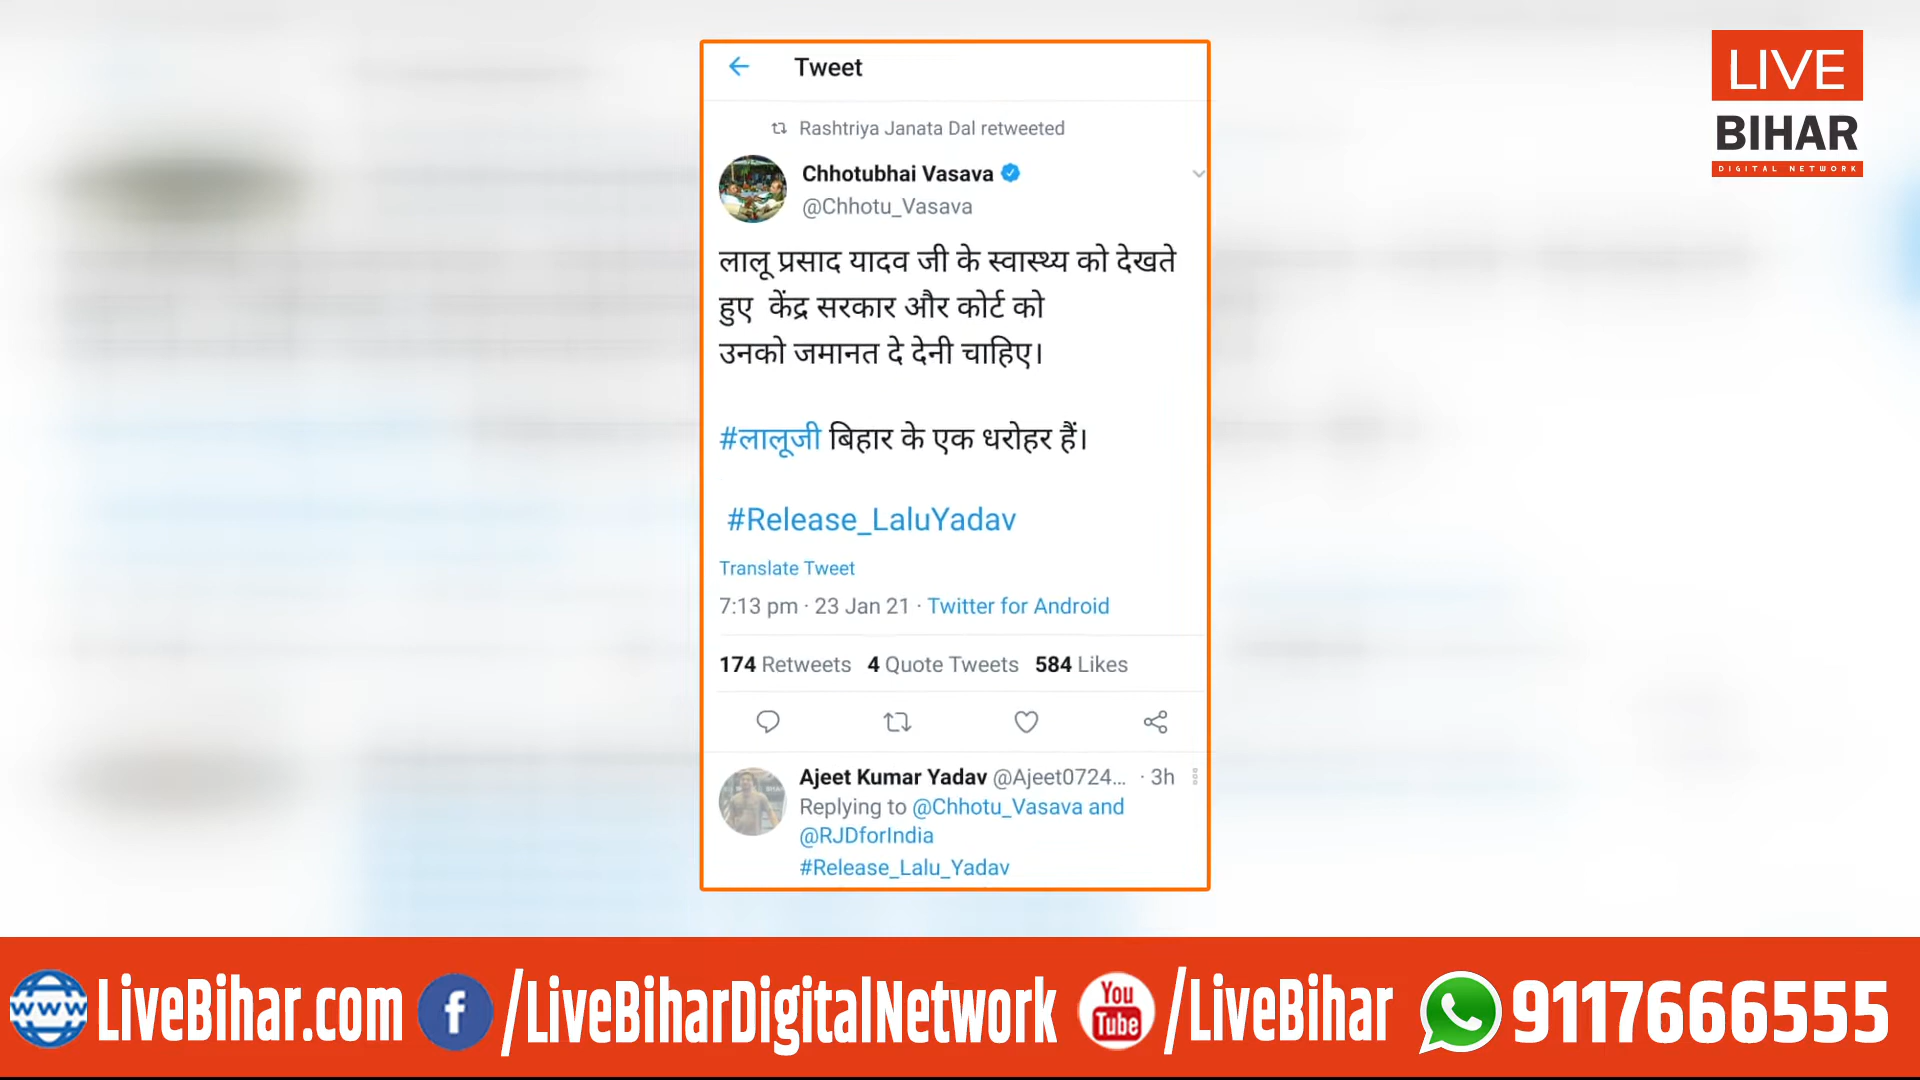 Tweet
Rashtriya Janata Dal retweeted
Chhotubhai Vasava
@Chhotu_Vasava
लालू प्रसाद यादव जी के स्वास्थ्य को देखते
हुए केंद्र सरकार और कोर्ट को
उनको जमानत दे देनी चाहिए।
#लालूजी बिहार के एक धरोहर हैं।
#Release_LaluYadav
Translate Tweet
7:13 pm · 23 Jan 21 · Twitter for Android
174 Retweets 4 Quote Tweets 584 Likes
Ajeet Kumar Yadav @Ajeet0724... · 3h
Replying to @Chhotu_Vasava and
@RJDforIndia
#Release_Lalu_Yadav
LIVE
BIHAR
DIGITAL NETWORK
www LiveBihar.com f /LiveBiharDigitalNetwork You Tube /LiveBihar 9117666555